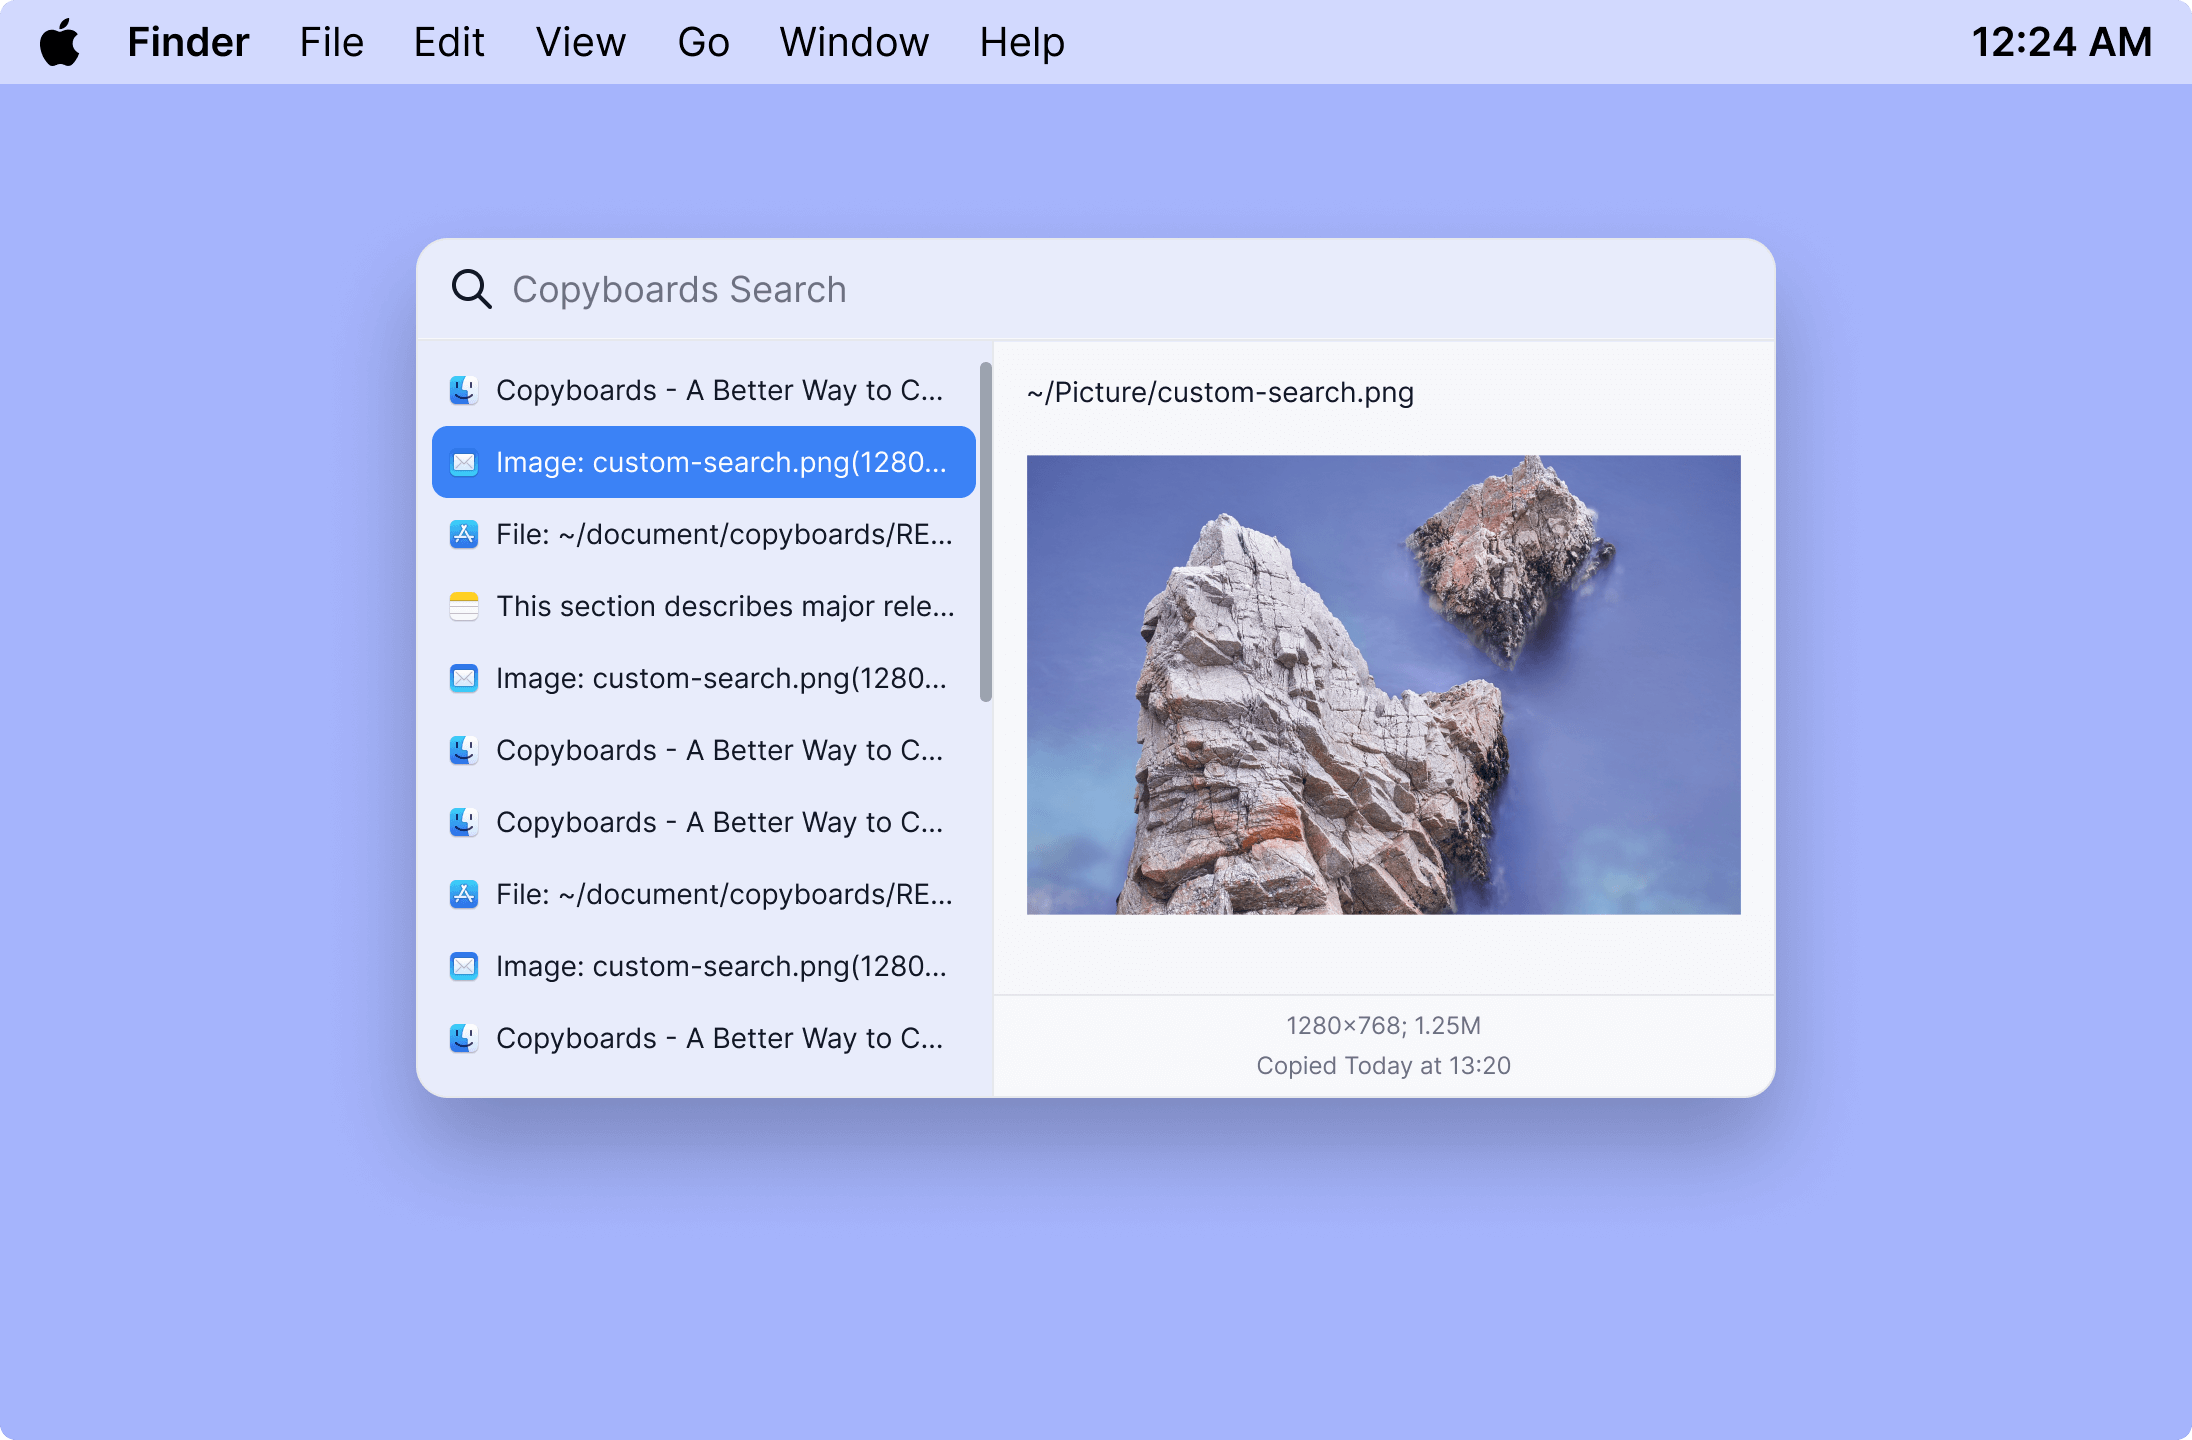 Finder File Edit View Go Window Help 12:24 AM
Copyboards Search
Copyboards - A Better Way to C...
Image: custom-search.png(1280...
File: ~/document/copyboards/RE...
This section describes major rele...
Image: custom-search.png(1280...
Copyboards - A Better Way to C...
Copyboards - A Better Way to C...
File: ~/document/copyboards/RE...
Image: custom-search.png(1280...
Copyboards - A Better Way to C...
~/Picture/custom-search.png
1280×768; 1.25M
Copied Today at 13:20